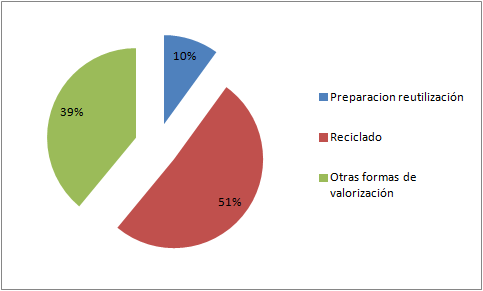 10%
39%
51%
Preparacion reutilización
Reciclado
Otras formas de
valorización